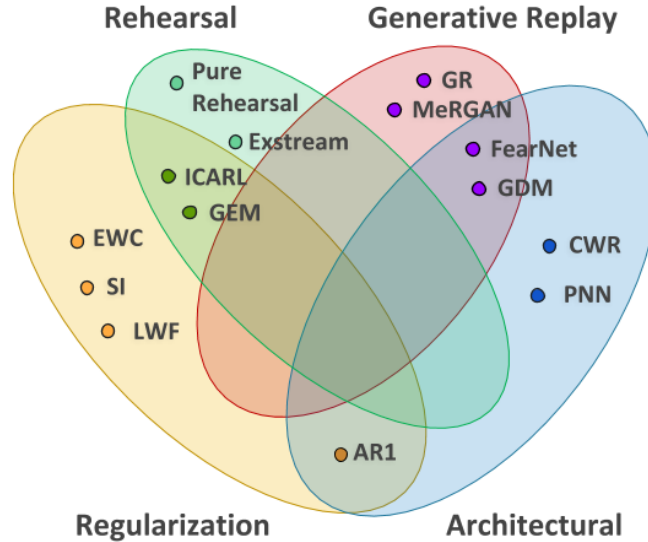 Rehearsal
Generative Replay
Pure
Rehearsal
GR
MeRGAN
Exstream
FearNet
ICARL
GDM
GEM
EWC
CWR
SI
PNN
LWF
AR1
Regularization
Architectural